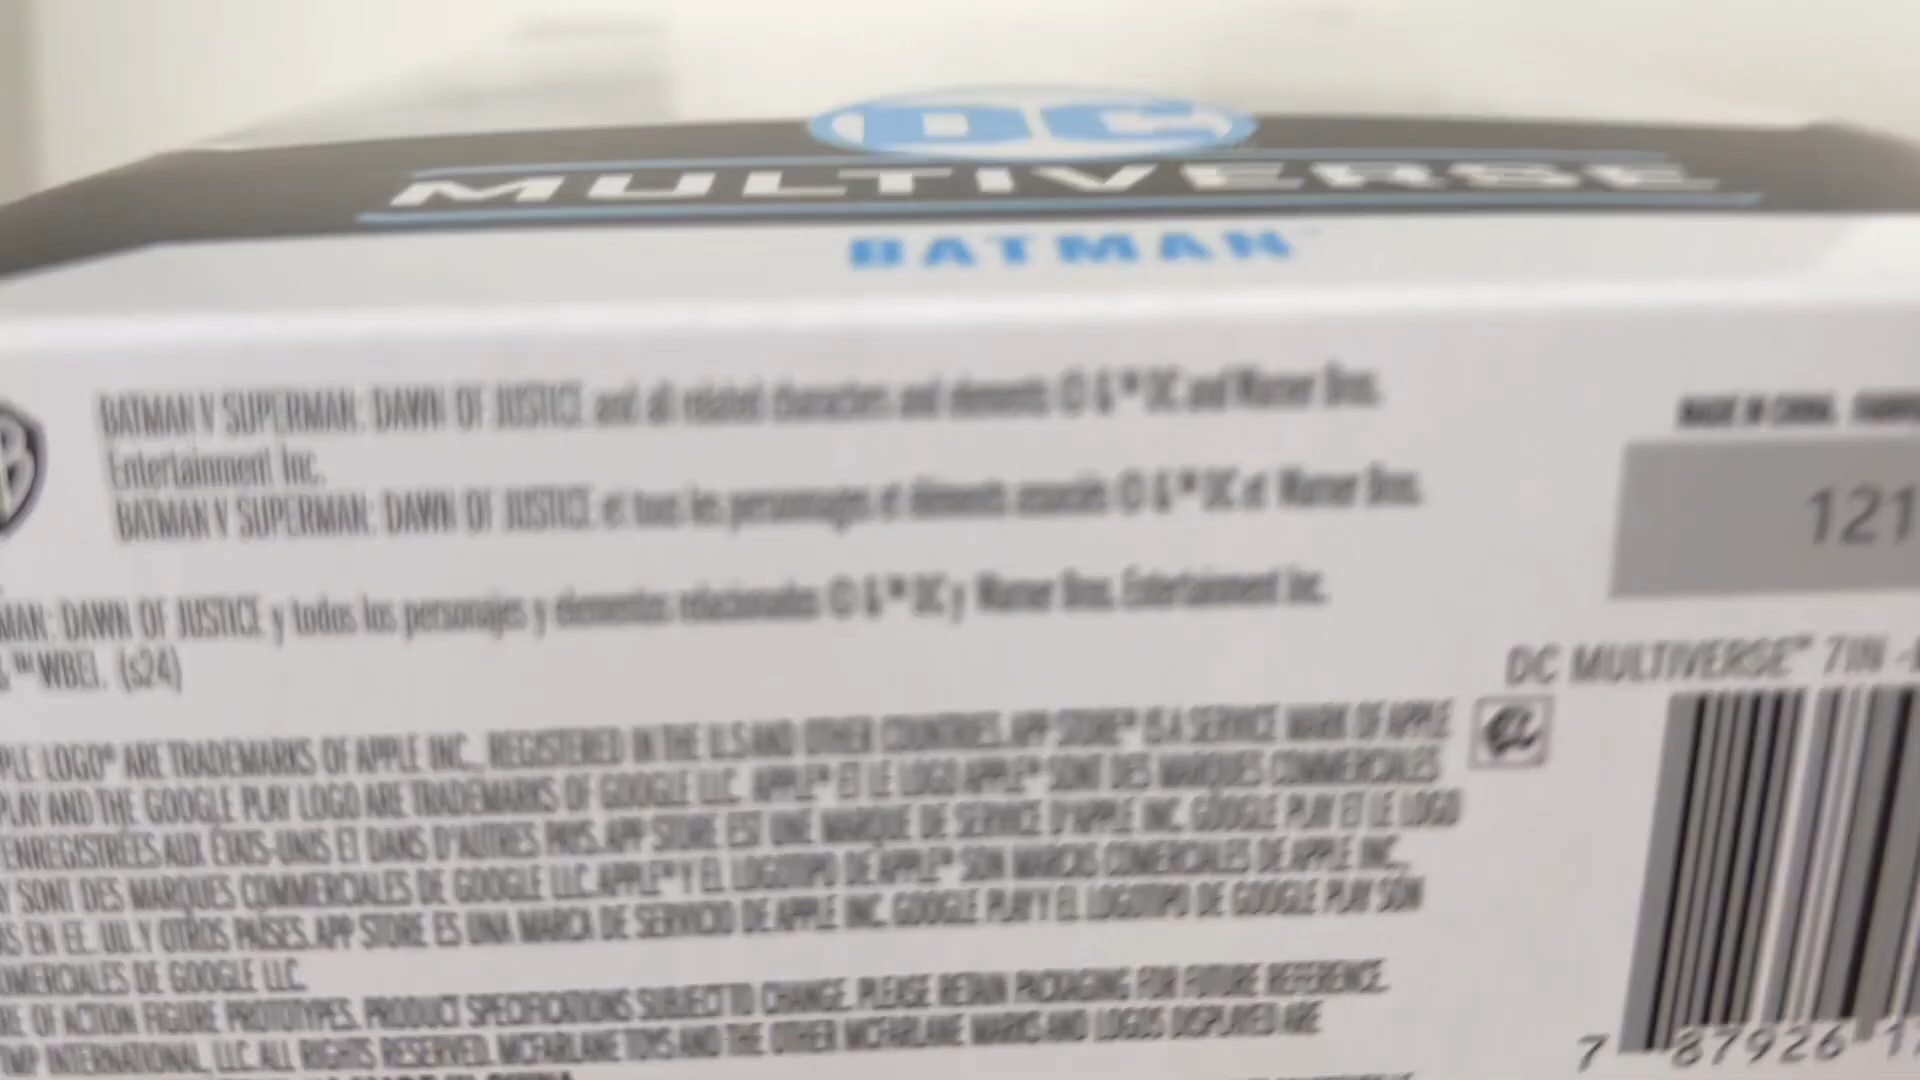 DC
MULTIVERSE
BATMAN™
BATMAN V SUPERMAN: DAWN OF JUSTICE and all related characters and elements © & ™ DC and Warner Bros.
Entertainment Inc.
BATMAN V SUPERMAN: DAWN OF JUSTICE et tous les personnages et éléments associés © & ™ DC et Warner Bros.
MAN: DAWN OF JUSTICE y todos los personajes y elementos relacionados © & ™ DC y Warner Bros. Entertainment Inc.
™ WBEI. (s24)
PLE LOGO® ARE TRADEMARKS OF APPLE INC., REGISTERED IN THE U.S AND OTHER COUNTRIES. APP STORE® IS A SERVICE MARK OF APPLE
PLAY AND THE GOOGLE PLAY LOGO ARE TRADEMARKS OF GOOGLE LLC. APPLE® ET LE LOGO APPLE® SONT DES MARQUES COMMERCIALES
ENREGISTRÉES AUX ÉTATS-UNIS ET DANS D'AUTRES PAYS. APP STORE EST UNE MARQUE DE SERVICE D'APPLE INC. GOOGLE PLAY ET LE LOGO
Y SONT DES MARQUES COMMERCIALES DE GOOGLE LLC. APPLE® Y EL LOGOTIPO DE APPLE® SON MARCAS COMERCIALES DE APPLE INC.,
AS EN EE. UU. Y OTROS PAÍSES. APP STORE ES UNA MARCA DE SERVICIO DE APPLE INC. GOOGLE PLAY Y EL LOGOTIPO DE GOOGLE PLAY SON
OMERCIALES DE GOOGLE LLC.
RE OF ACTION FIGURE PROTOTYPES. PRODUCT SPECIFICATIONS SUBJECT TO CHANGE. PLEASE RETAIN PACKAGING FOR FUTURE REFERENCE.
TMP INTERNATIONAL, LLC. ALL RIGHTS RESERVED. MCFARLANE TOYS AND THE OTHER MCFARLANE MARKS AND LOGOS DISPLAYED ARE
MADE IN CHINA.
121
DC MULTIVERSE™ 7IN -
7 87926 1